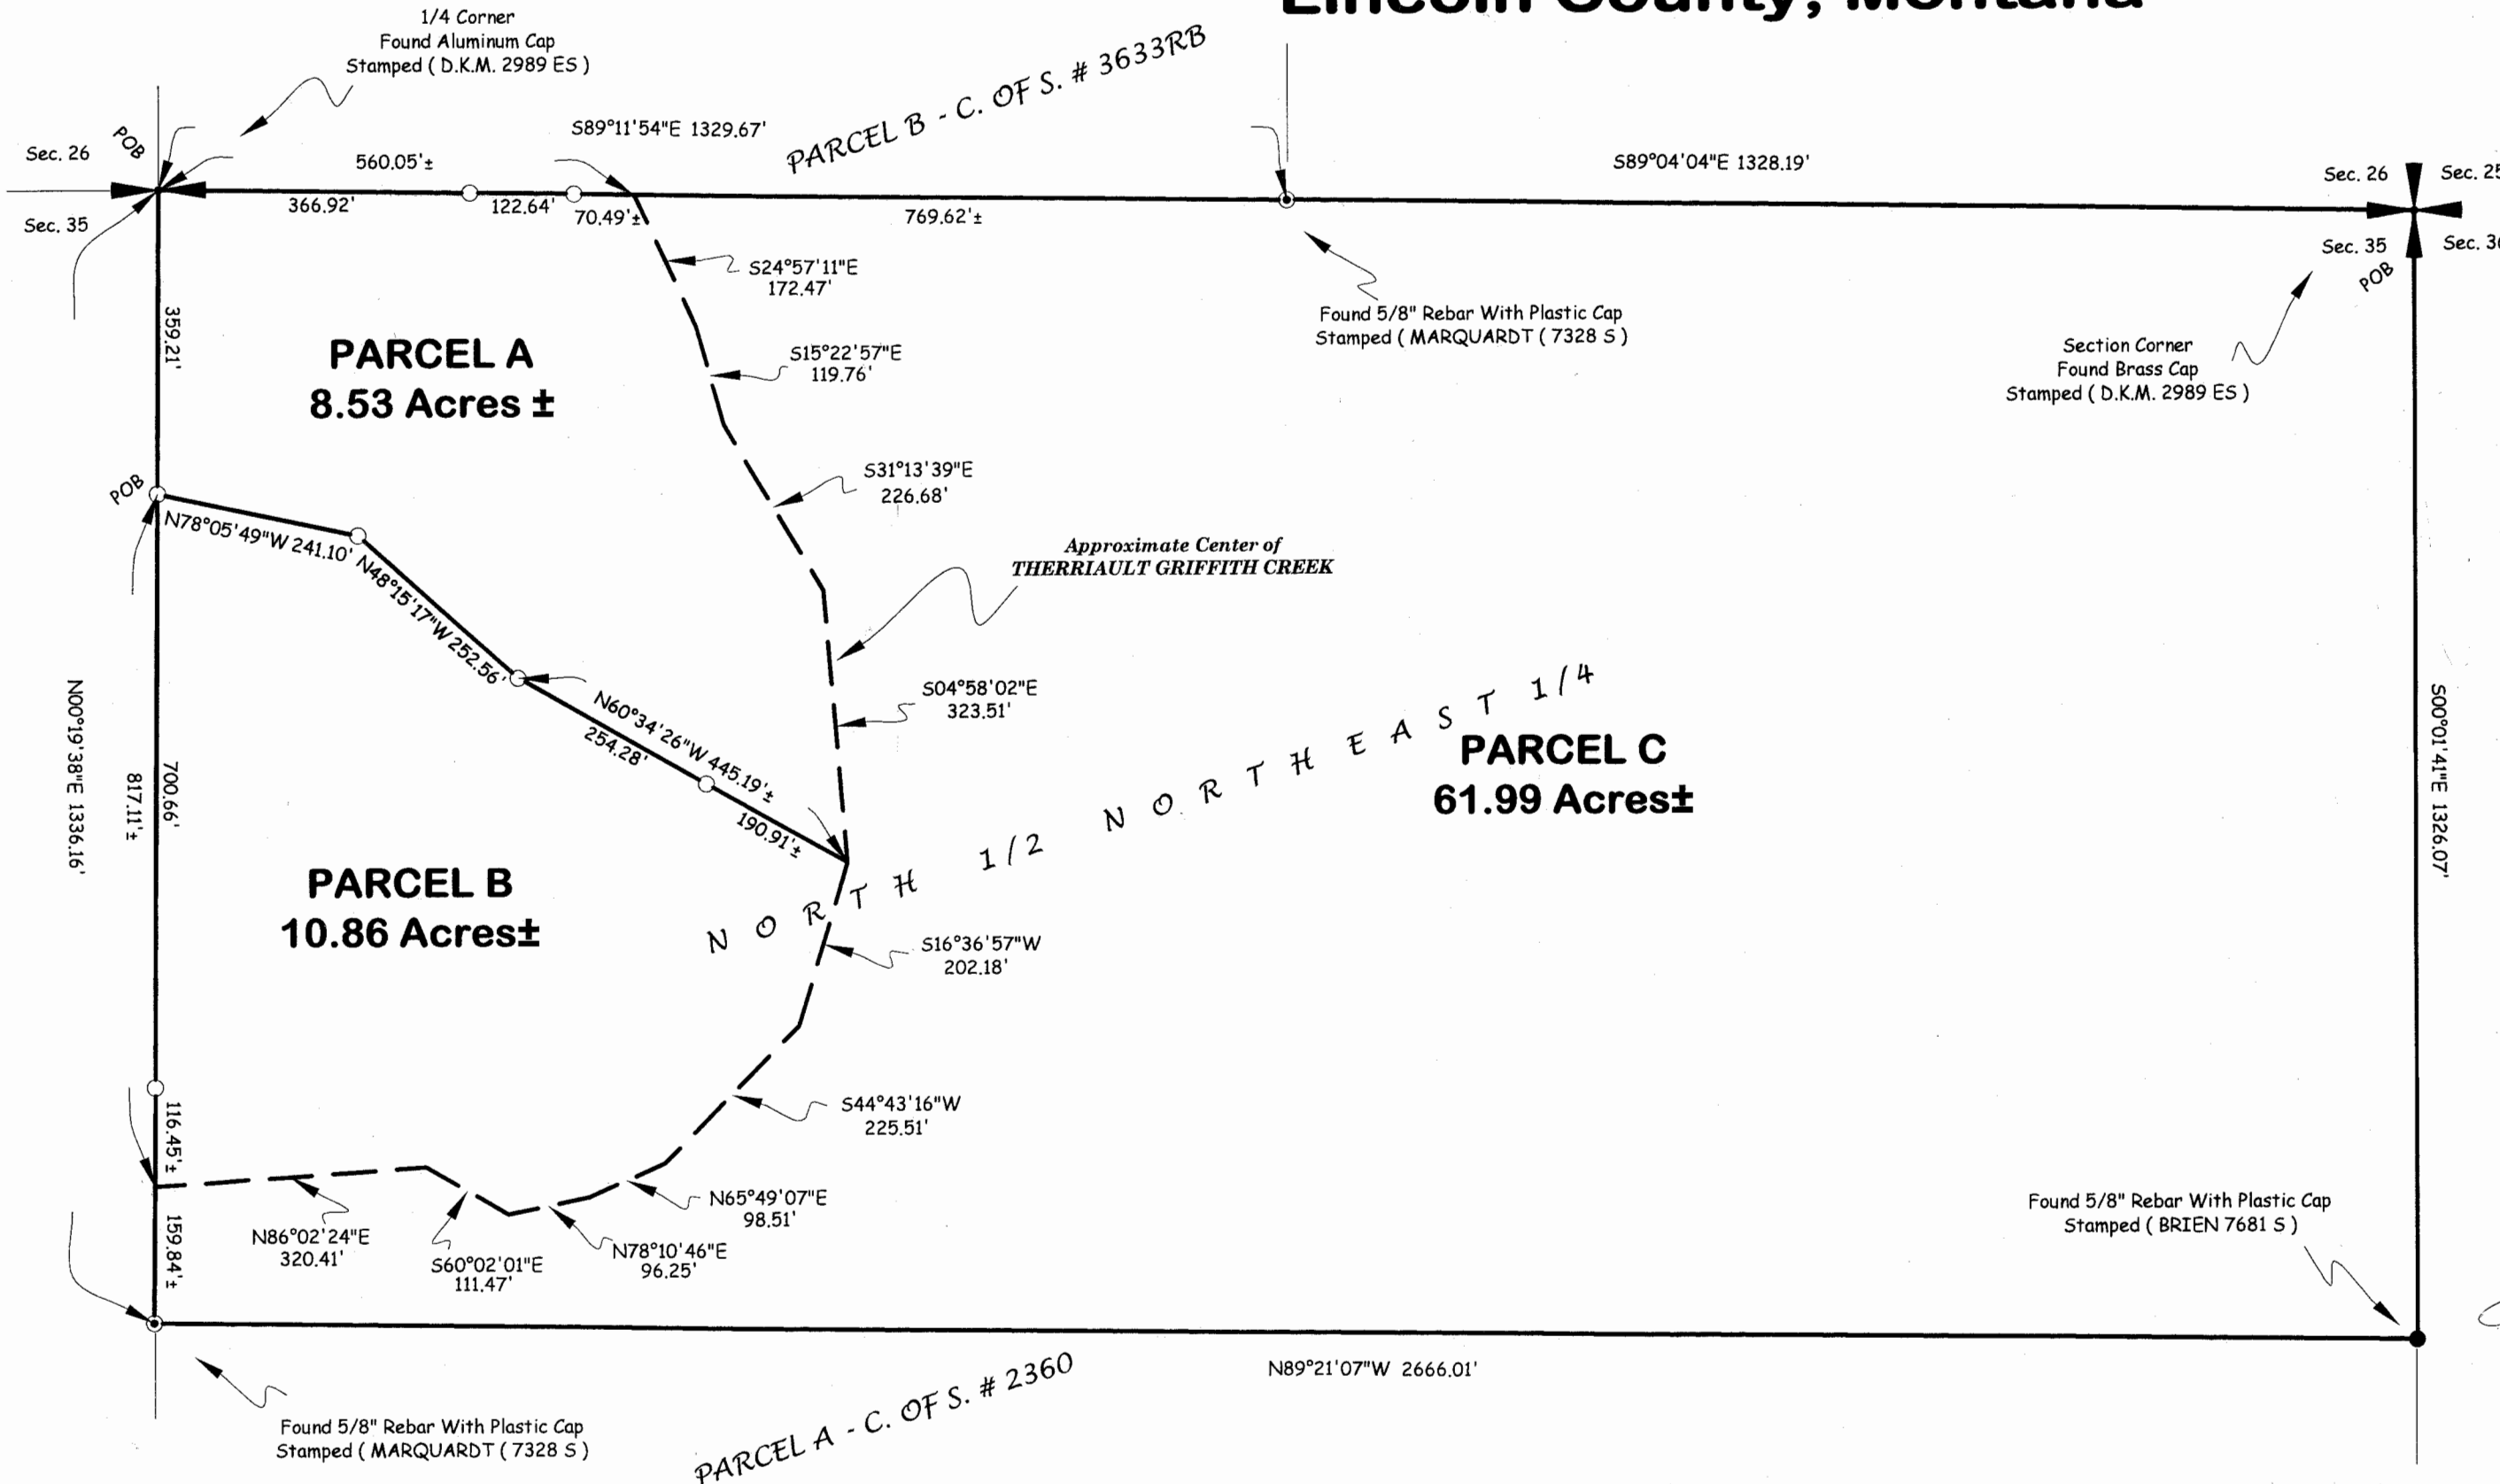 Lincoln County, Montana
1/4 Corner
Found Aluminum Cap
Stamped ( D.K.M. 2989 ES )
PARCEL B - C. OF S. # 3633RB
S89°11'54"E 1329.67'
S89°04'04"E 1328.19'
POB
Sec. 26
560.05'±
Sec. 26
Sec. 25
366.92'
122.64'
70.49'±
769.62'±
Sec. 35
Sec. 35
POB
S24°57'11"E
172.47'
Found 5/8" Rebar With Plastic Cap
Stamped ( MARQUARDT ( 7328 S )
Section Corner
Found Brass Cap
Stamped ( D.K.M. 2989 ES )
359.21'
PARCEL A
8.53 Acres ±
S15°22'57"E
119.76'
S31°13'39"E
226.68'
POB
N78°05'49"W 241.10'
N48°15'17"W 252.56'
Approximate Center of
THERRIAULT GRIFFITH CREEK
S04°58'02"E
323.51'
N60°34'26"W 445.19'±
254.28'
190.91'±
NORTH 1/2 NORTHEAST 1/4
PARCEL C
61.99 Acres±
S00°01'41"E 1326.07'
N00°19'38"E 1336.16'
817.11'±
700.66'
PARCEL B
10.86 Acres±
S16°36'57"W
202.18'
S44°43'16"W
225.51'
116.45'±
159.84'±
N86°02'24"E
320.41'
S60°02'01"E
111.47'
N78°10'46"E
96.25'
N65°49'07"E
98.51'
Found 5/8" Rebar With Plastic Cap
Stamped ( BRIEN 7681 S )
N89°21'07"W 2666.01'
Found 5/8" Rebar With Plastic Cap
Stamped ( MARQUARDT ( 7328 S )
PARCEL A - C. OF S. # 2360